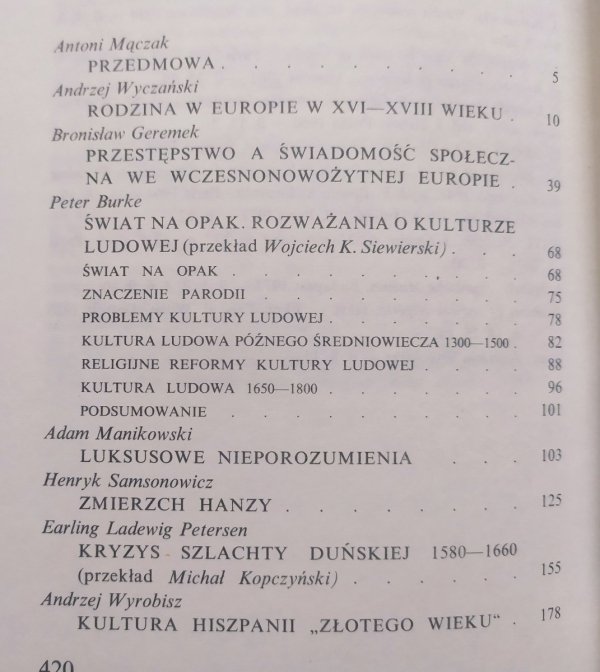 Antoni Mączak
PRZEDMOWA . . . . . . . . . 5
Andrzej Wyczański
RODZINA W EUROPIE W XVI—XVIII WIEKU . 10
Bronisław Geremek
PRZESTĘPSTWO A ŚWIADOMOŚĆ SPOŁECZ-
NA WE WCZESNONOWOŻYTNEJ EUROPIE . 39
Peter Burke
ŚWIAT NA OPAK. ROZWAŻANIA O KULTURZE
LUDOWEJ (przekład Wojciech K. Siewierski) . . . 68
ŚWIAT NA OPAK . . . . . . . . 68
ZNACZENIE PARODII . . . . . . . 75
PROBLEMY KULTURY LUDOWEJ . . . . . 78
KULTURA LUDOWA PÓŹNEGO ŚREDNIOWIECZA 1300—1500 . 82
RELIGIJNE REFORMY KULTURY LUDOWEJ . . . 88
KULTURA LUDOWA 1650—1800 . . . . . 96
PODSUMOWANIE . . . . . . . . 101
Adam Manikowski
LUKSUSOWE NIEPOROZUMIENIA . . . 103
Henryk Samsonowicz
ZMIERZCH HANZY . . . . . . . 125
Earling Ladewig Petersen
KRYZYS SZLACHTY DUŃSKIEJ 1580—1660
(przekład Michał Kopczyński) . . . . . 155
Andrzej Wyrobisz
KULTURA HISZPANII „ZŁOTEGO WIEKU“ . 178
420